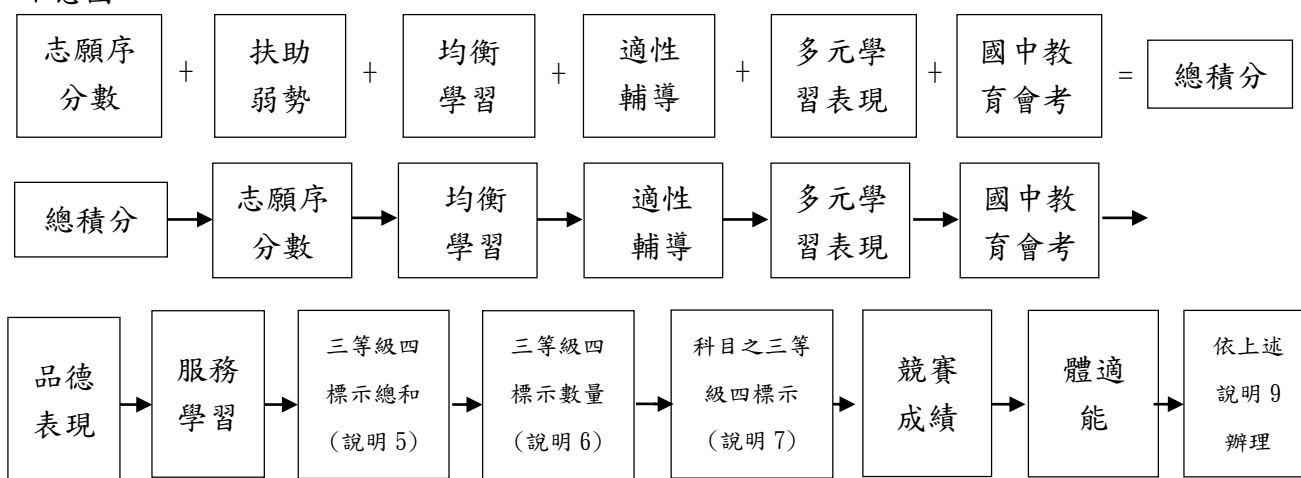 志願序 + 扶助 + 均衡 + 適性 + 多元學 + 國中教 = 總積分
分數 弱勢 學習 輔導 習表現 育會考
總積分 志願序 均衡 適性 多元學 國中教
分數 學習 輔導 習表現 育會考
品德 服務 三等級四 三等級四 科目之三等 競賽 體適 依上述
表現 學習 標示總和 標示數量 級四標示 成績 能 說明 9
(說明 5) (說明 6) (說明 7) 辦理